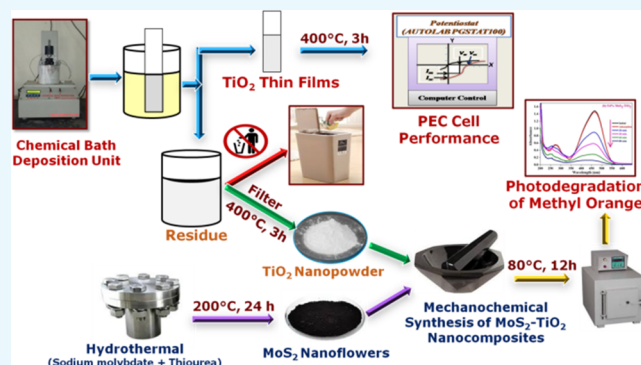 400°C, 3h
Potentiostat
(AUTOLAB PGSTAT100)
Y
X
Computer Control
TiO2 Thin Films
Chemical Bath
Deposition Unit
PEC Cell
Performance
Residue
Filter
400°C, 3h
TiO2 Nanopowder
Photodegradation
of Methyl Orange
80°C, 12h
200°C, 24 h
Mechanochemical
Synthesis of MoS2-TiO2
Nanocomposites
Hydrothermal
(Sodium molybdate + Thiourea)
MoS2 Nanoflowers